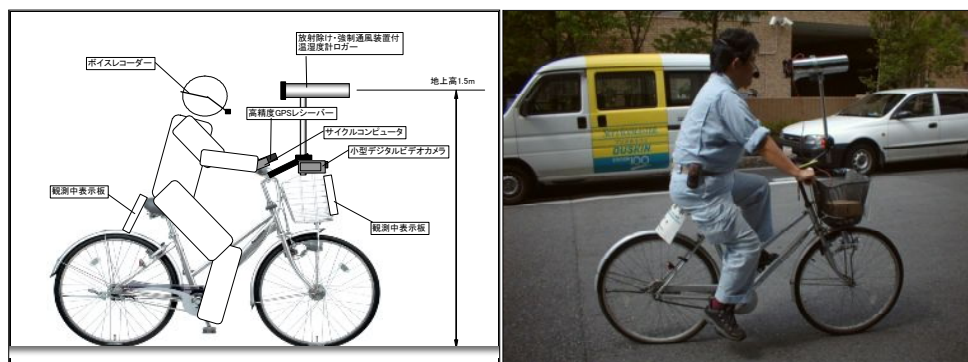 放射除け・強制通風装置付
温湿度計ロガー
ボイスレコーダー
地上高1.5m
高精度GPSレシーバー
サイクルコンピュータ
小型デジタルビデオカメラ
観測中表示板
観測中表示板
DUSKIN
100